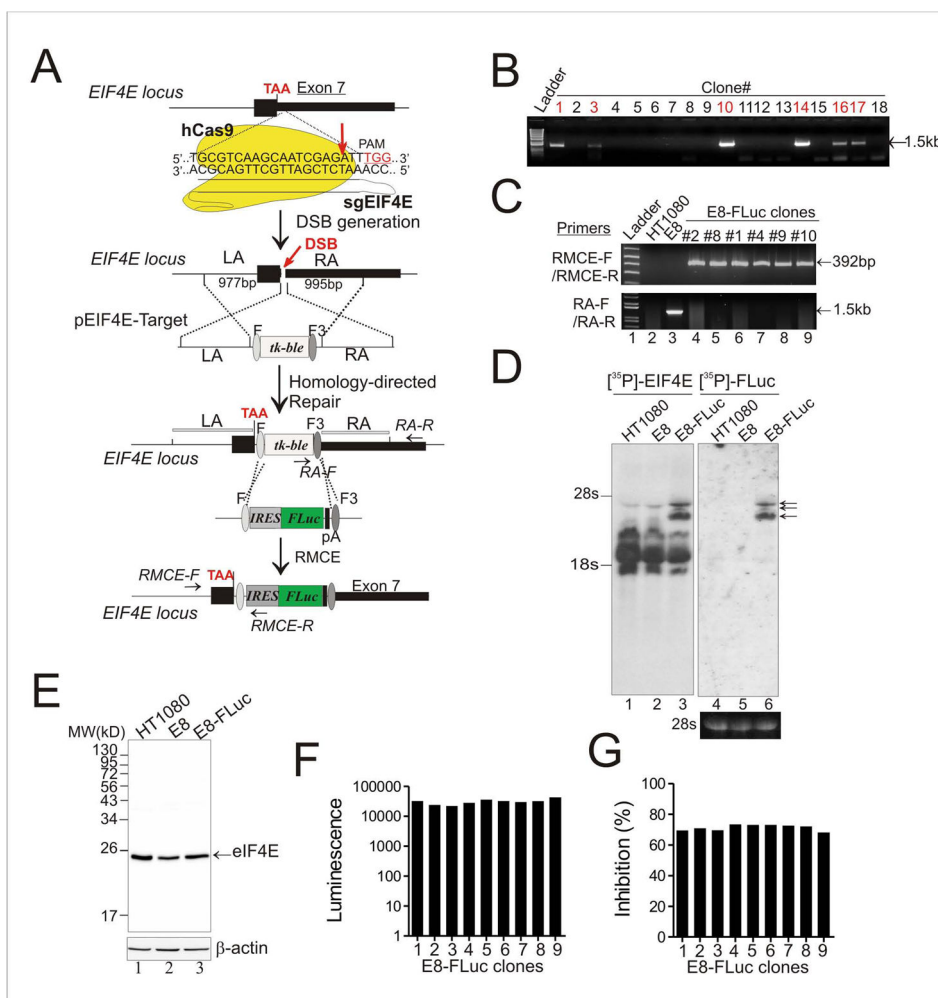 A
EIF4E locus
TAA
Exon 7
hCas9
PAM
5'..TGCGTCAAGCAATCGAGATTTGG..3'
3'..ACGCAGTTCGTTAGCTCTAAACC..5'
sgEIF4E
DSB generation
EIF4E locus
LA
DSB
RA
977bp
995bp
pEIF4E-Target
F
F3
LA
tk-ble
RA
Homology-directed
Repair
LA
TAA
F
F3
RA
RA-R
EIF4E locus
tk-ble
RA-F
F
F3
IRES
FLuc
pA
RMCE
RMCE-F
TAA
IRES
FLuc
Exon 7
EIF4E locus
RMCE-R
B
Ladder
Clone#
1 2 3 4 5 6 7 8 9 10 11 12 13 14 15 16 17 18
←1.5kb
C
Primers
Ladder
HT1080
E8
E8-FLuc clones
#2 #8 #1 #4 #9 #10
RMCE-F
/RMCE-R
←392bp
RA-F
/RA-R
←1.5kb
1 2 3 4 5 6 7 8 9
D
[35P]-EIF4E
[35P]-FLuc
HT1080
E8
E8-FLuc
HT1080
E8
E8-FLuc
28s
18s
1 2 3 4 5 6
28s
E
MW(kD)
HT1080
E8
E8-FLuc
130
95
72
56
43
34
26
17
←eIF4E
β-actin
1 2 3
F
Luminescence
100000
10000
1000
100
10
1
1 2 3 4 5 6 7 8 9
E8-FLuc clones
G
Inhibition (%)
100
80
60
40
20
0
1 2 3 4 5 6 7 8 9
E8-FLuc clones